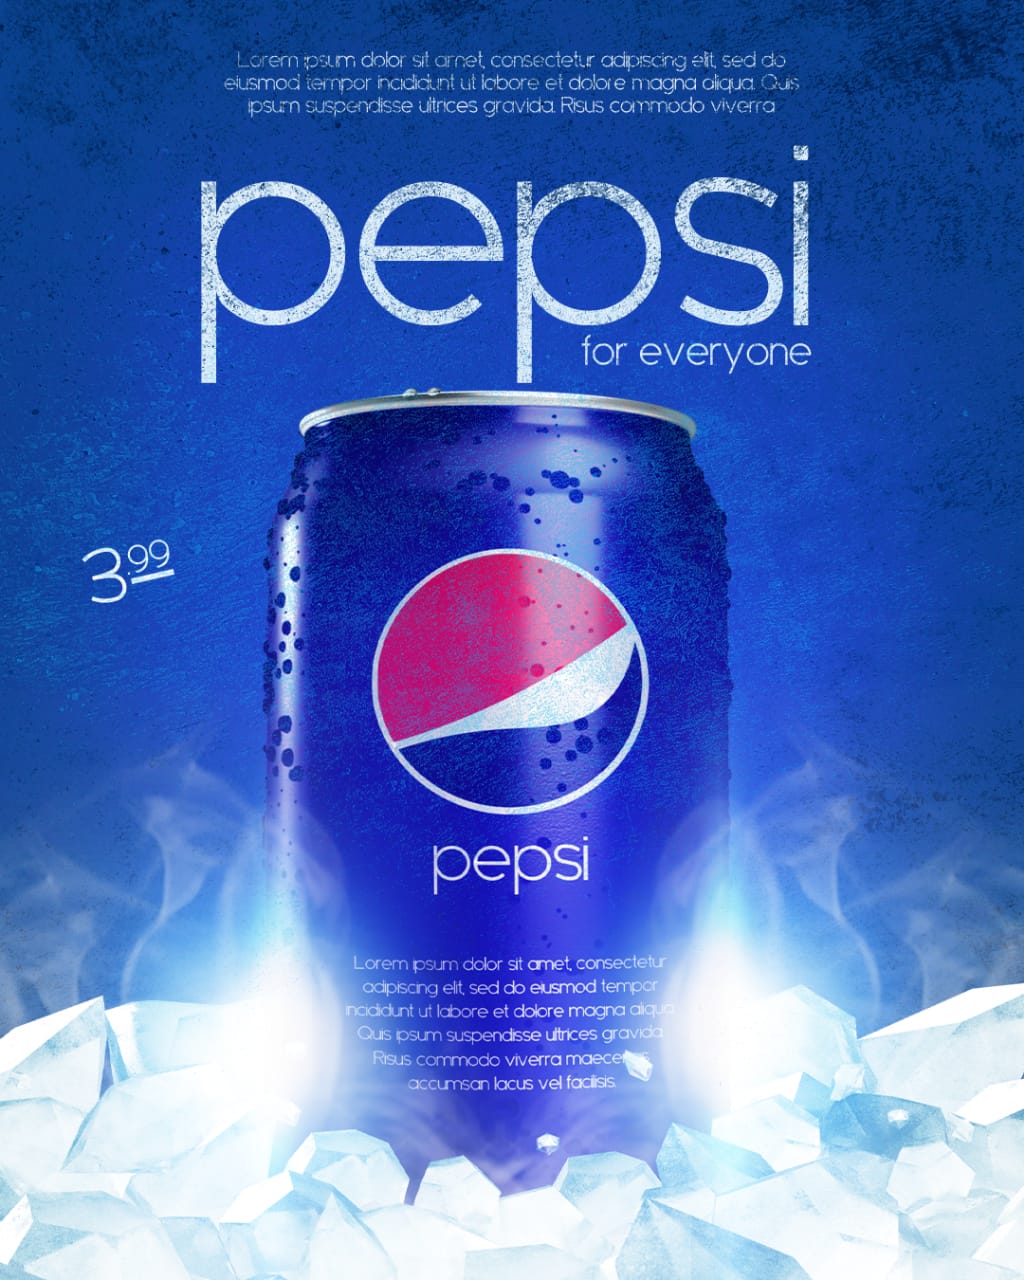 Lorem ipsum dolor sit amet, consectetur adipiscing elit, sed do
eiusmod tempor incididunt ut labore et dolore magna aliqua. Quis
ipsum suspendisse ultrices gravida. Risus commodo viverra
pepsi
for everyone
3.99
pepsi
Lorem ipsum dolor sit amet, consectetur
adipiscing elit, sed do eiusmod tempor
incididunt ut labore et dolore magna aliqua.
Quis ipsum suspendisse ultrices gravida.
Risus commodo viverra maecenas
accumsan lacus vel facilisis.